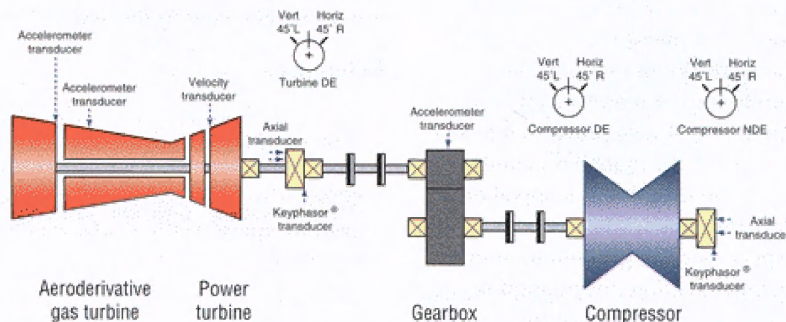 Accelerometer
transducer
Accelerometer
transducer
Velocity
transducer
Vert Horiz
45°L 45° R
Turbine DE
Axial
transducer
Keyphasor ®
transducer
Accelerometer
transducer
Vert Horiz
45°L 45° R
Compressor DE
Vert Horiz
45°L 45° R
Compressor NDE
Axial
transducer
Keyphasor ®
transducer
Aeroderivative
gas turbine
Power
turbine
Gearbox
Compressor